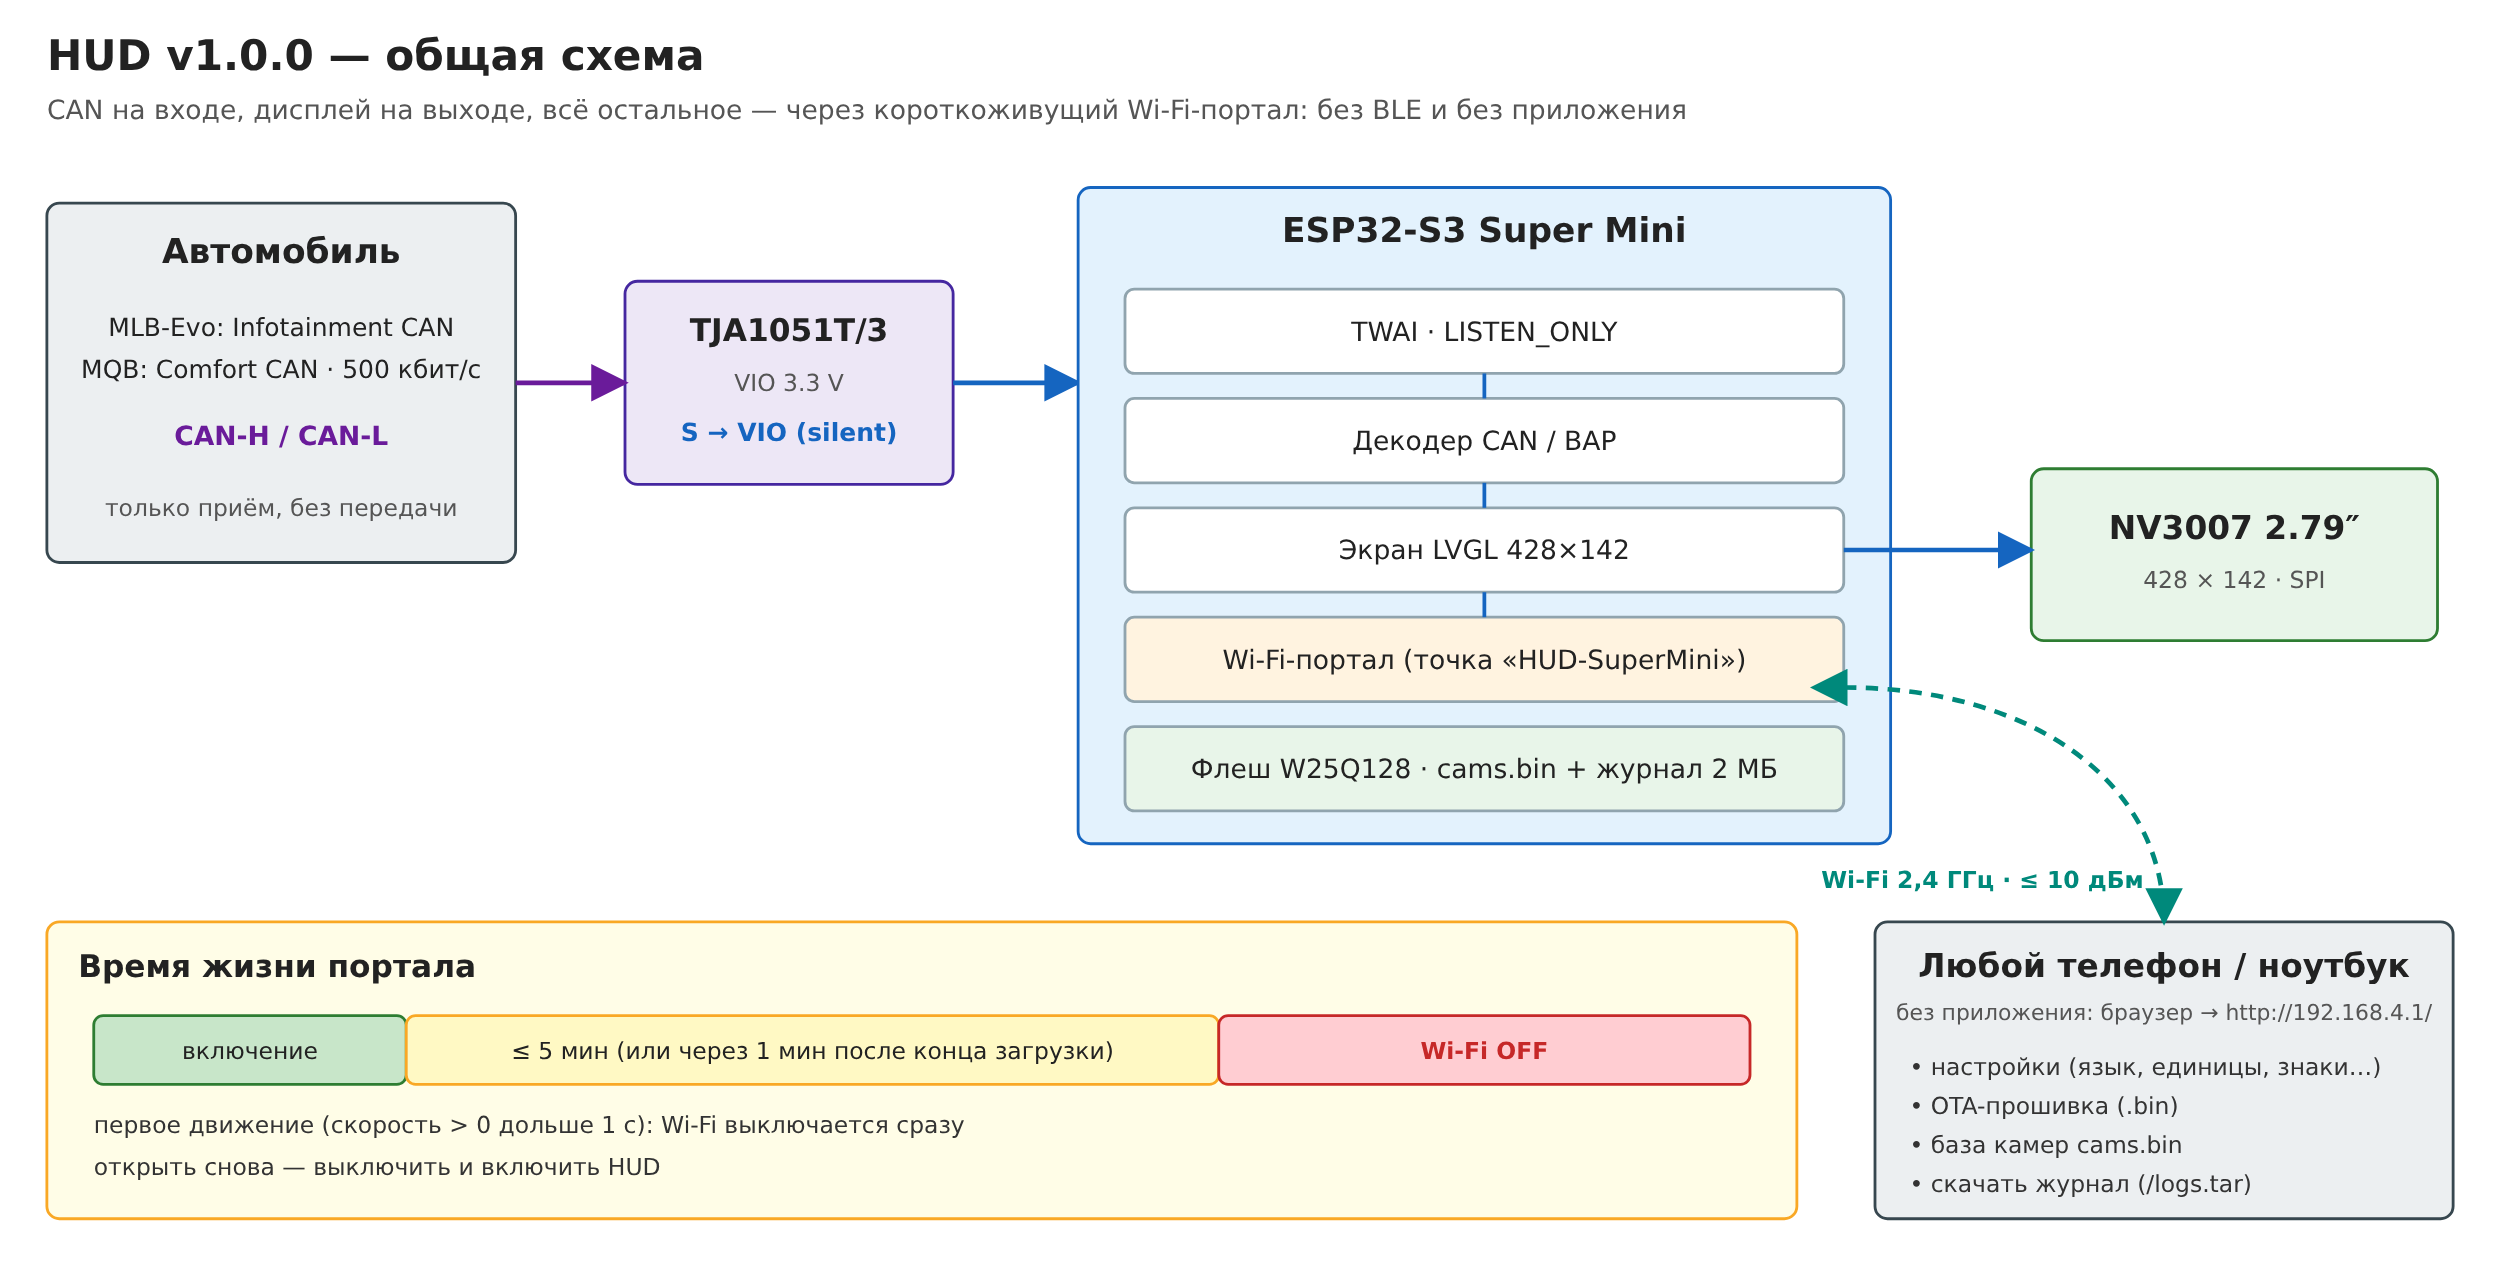 HUD v1.0.0 — общая схема
CAN на входе, дисплей на выходе, всё остальное — через короткоживущий Wi-Fi-портал: без BLE и без приложения
Автомобиль
MLB-Evo: Infotainment CAN
MQB: Comfort CAN · 500 кбит/с
CAN-H / CAN-L
только приём, без передачи
TJA1051T/3
VIO 3.3 V
S → VIO (silent)
ESP32-S3 Super Mini
TWAI · LISTEN_ONLY
Декодер CAN / BAP
Экран LVGL 428×142
Wi-Fi-портал (точка «HUD-SuperMini»)
Флеш W25Q128 · cams.bin + журнал 2 МБ
NV3007 2.79″
428 × 142 · SPI
Wi-Fi 2,4 ГГц · ≤ 10 дБм
Время жизни портала
включение
≤ 5 мин (или через 1 мин после конца загрузки)
Wi-Fi OFF
первое движение (скорость > 0 дольше 1 с): Wi-Fi выключается сразу
открыть снова — выключить и включить HUD
Любой телефон / ноутбук
без приложения: браузер → http://192.168.4.1/
• настройки (язык, единицы, знаки…)
• OTA-прошивка (.bin)
• база камер cams.bin
• скачать журнал (/logs.tar)